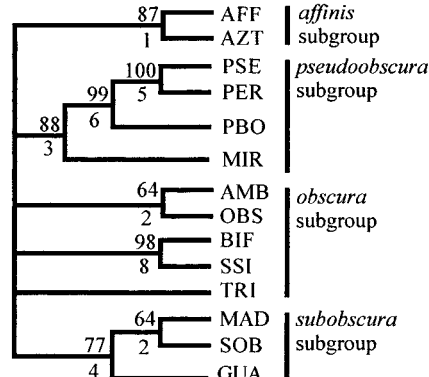 87 AFF affinis
1 AZT subgroup
100 PSE pseudoobscura
5 PER subgroup
99
6 PBO
88
3 MIR
64 AMB obscura
2 OBS subgroup
98 BIF
8 SSI
TRI
64 MAD subobscura
2 SOB subgroup
77
4 GUA